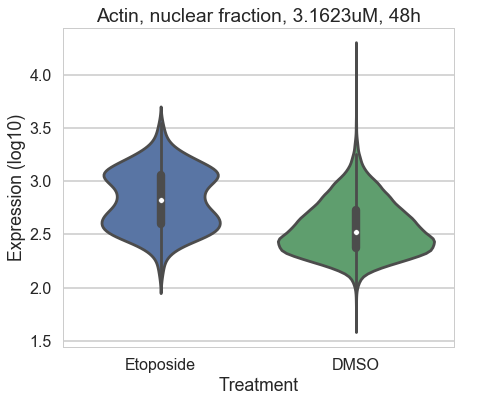 Actin, nuclear fraction, 3.1623uM, 48h
Expression (log10)
4.0
3.5
3.0
2.5
2.0
1.5
Etoposide DMSO
Treatment